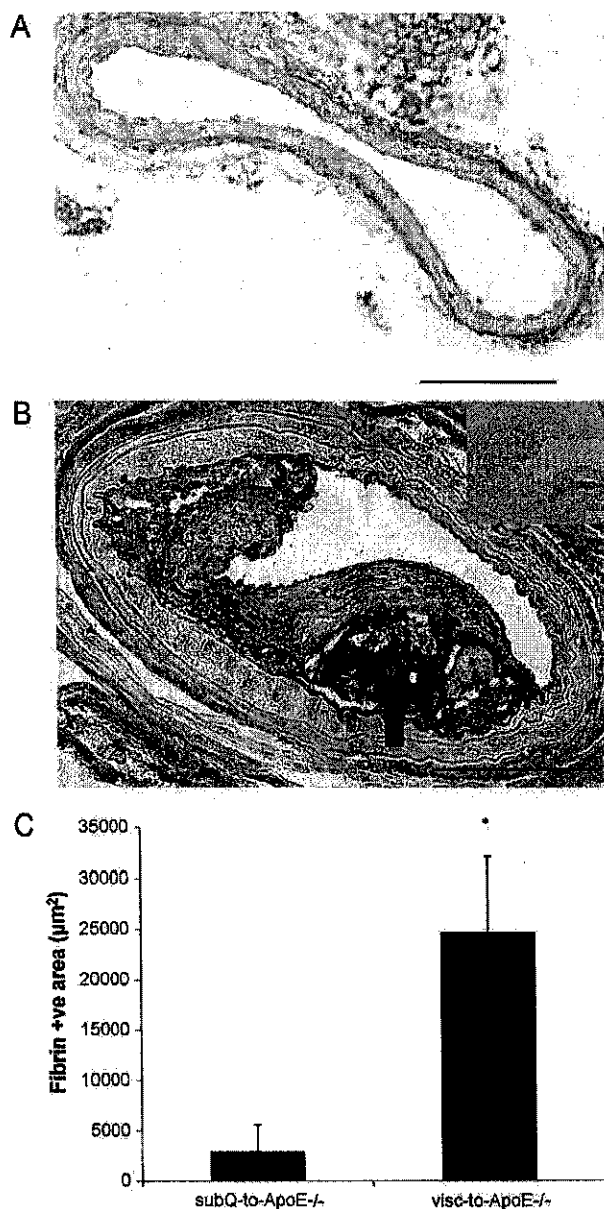 A
B
C
Fibrin +ve area (µm²)
35000
30000
25000
20000
15000
10000
5000
0
*
subQ-to-ApoE-/-
visc-to-ApoE-/-